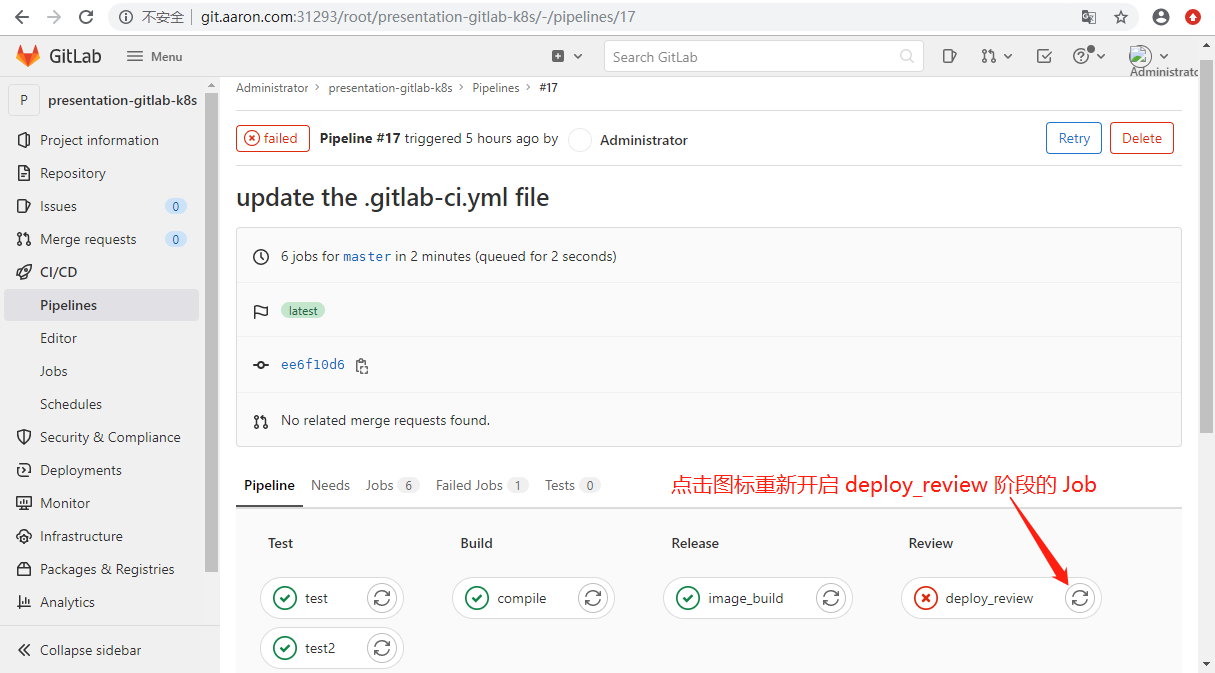 不安全 git.aaron.com:31293/root/presentation-gitlab-k8s/-/pipelines/17
GitLab Menu Search GitLab
Administrato
P presentation-gitlab-k8s
Project information
Repository
Issues 0
Merge requests 0
CI/CD
Pipelines
Editor
Jobs
Schedules
Security & Compliance
Deployments
Monitor
Infrastructure
Packages & Registries
Analytics
Collapse sidebar
Administrator > presentation-gitlab-k8s > Pipelines > #17
failed Pipeline #17 triggered 5 hours ago by Administrator Retry Delete
update the .gitlab-ci.yml file
6 jobs for master in 2 minutes (queued for 2 seconds)
latest
ee6f10d6
No related merge requests found.
Pipeline Needs Jobs 6 Failed Jobs 1 Tests 0
点击图标重新开启 deploy_review 阶段的 Job
Test Build Release Review
test compile image_build deploy_review
test2